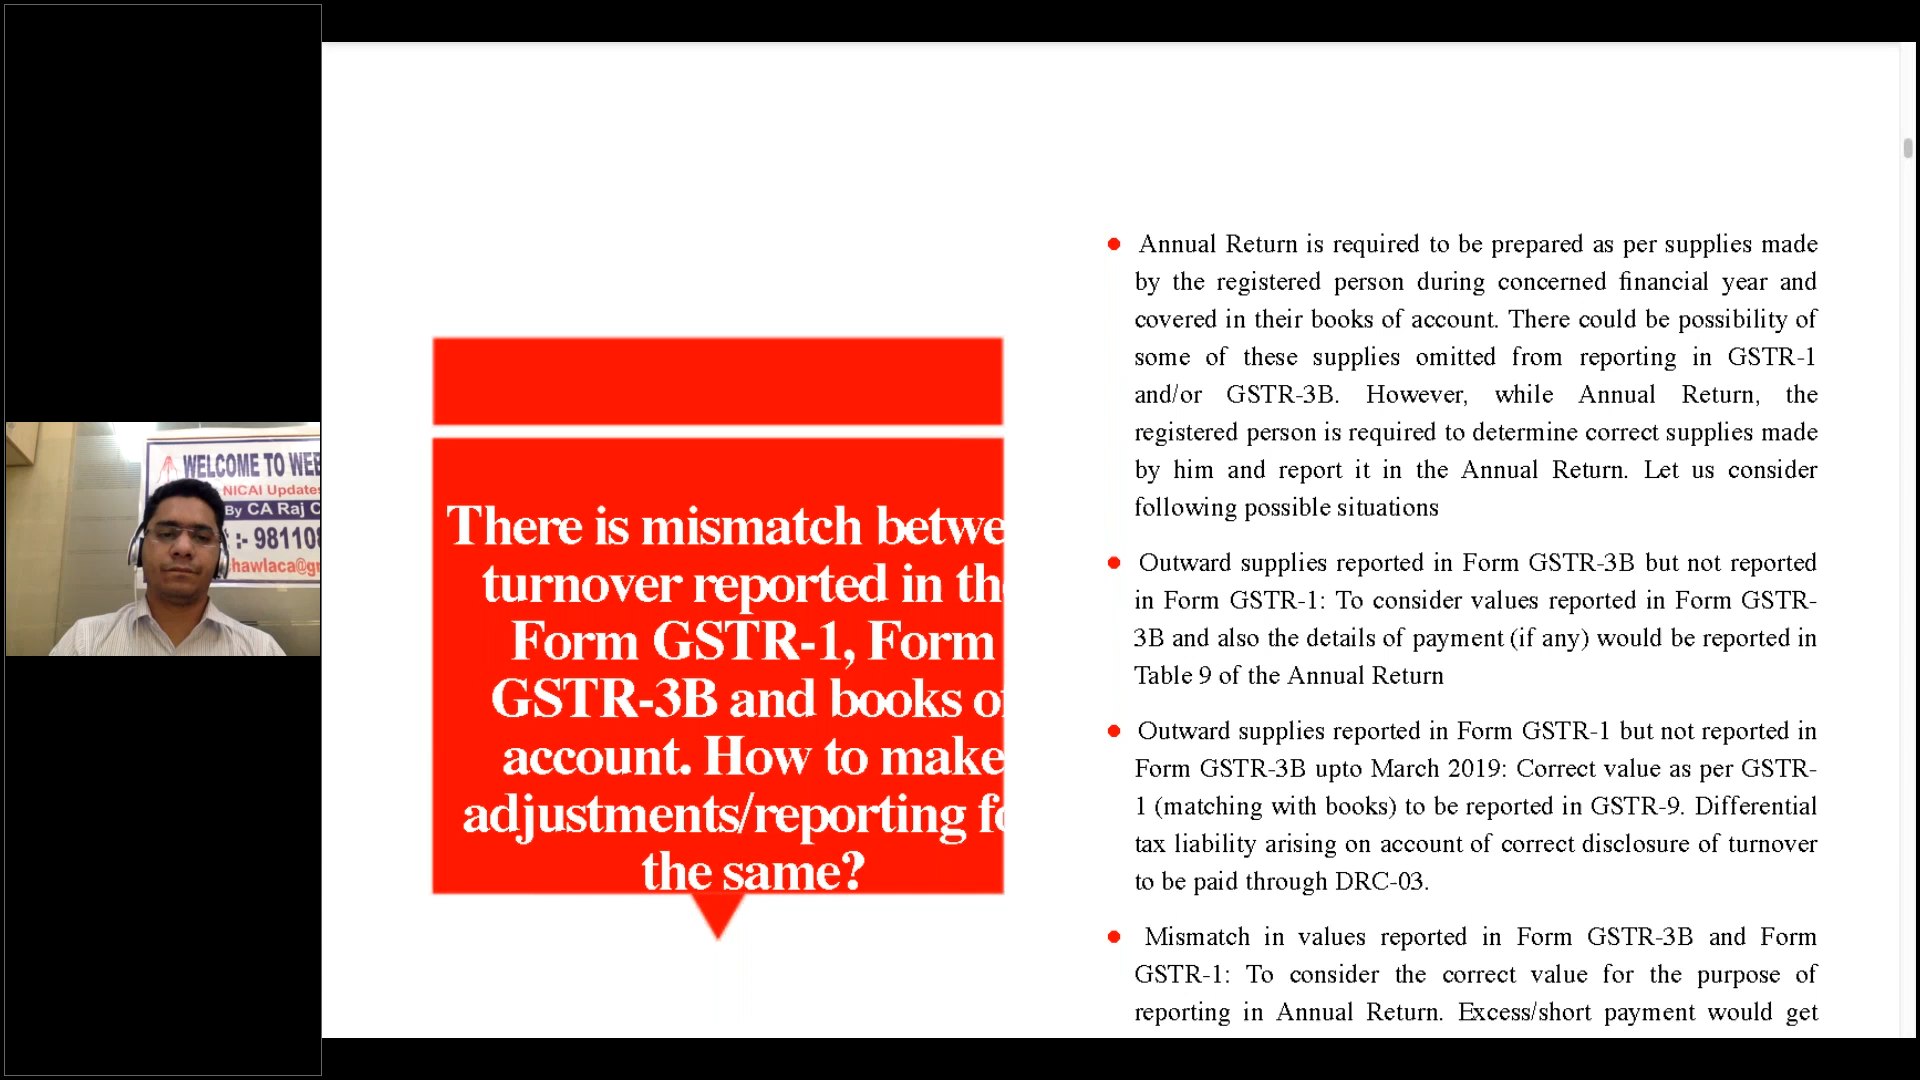 WELCOME TO WEB
NICAI Updates
By CA Raj C
:- 98110
hawlaca@g
There is mismatch betwe
turnover reported in the
Form GSTR-1, Form
GSTR-3B and books of
account. How to make
adjustments/reporting fo
the same?
Annual Return is required to be prepared as per supplies made
by the registered person during concerned financial year and
covered in their books of account. There could be possibility of
some of these supplies omitted from reporting in GSTR-1
and/or GSTR-3B. However, while Annual Return, the
registered person is required to determine correct supplies made
by him and report it in the Annual Return. Let us consider
following possible situations
Outward supplies reported in Form GSTR-3B but not reported
in Form GSTR-1: To consider values reported in Form GSTR-
3B and also the details of payment (if any) would be reported in
Table 9 of the Annual Return
Outward supplies reported in Form GSTR-1 but not reported in
Form GSTR-3B upto March 2019: Correct value as per GSTR-
1 (matching with books) to be reported in GSTR-9. Differential
tax liability arising on account of correct disclosure of turnover
to be paid through DRC-03.
Mismatch in values reported in Form GSTR-3B and Form
GSTR-1: To consider the correct value for the purpose of
reporting in Annual Return. Excess/short payment would get